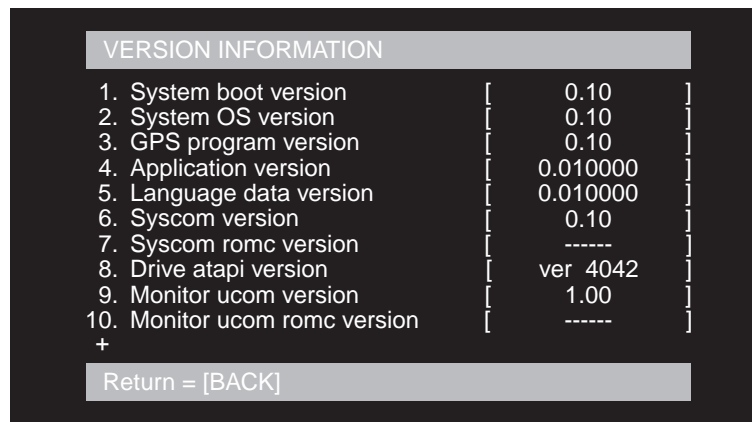 VERSION INFORMATION
1. System boot version [ 0.10 ]
2. System OS version [ 0.10 ]
3. GPS program version [ 0.10 ]
4. Application version [ 0.010000 ]
5. Language data version [ 0.010000 ]
6. Syscom version [ 0.10 ]
7. Syscom romc version [ ------ ]
8. Drive atapi version [ ver 4042 ]
9. Monitor ucom version [ 1.00 ]
10. Monitor ucom romc version [ ------ ]
+
Return = [BACK]